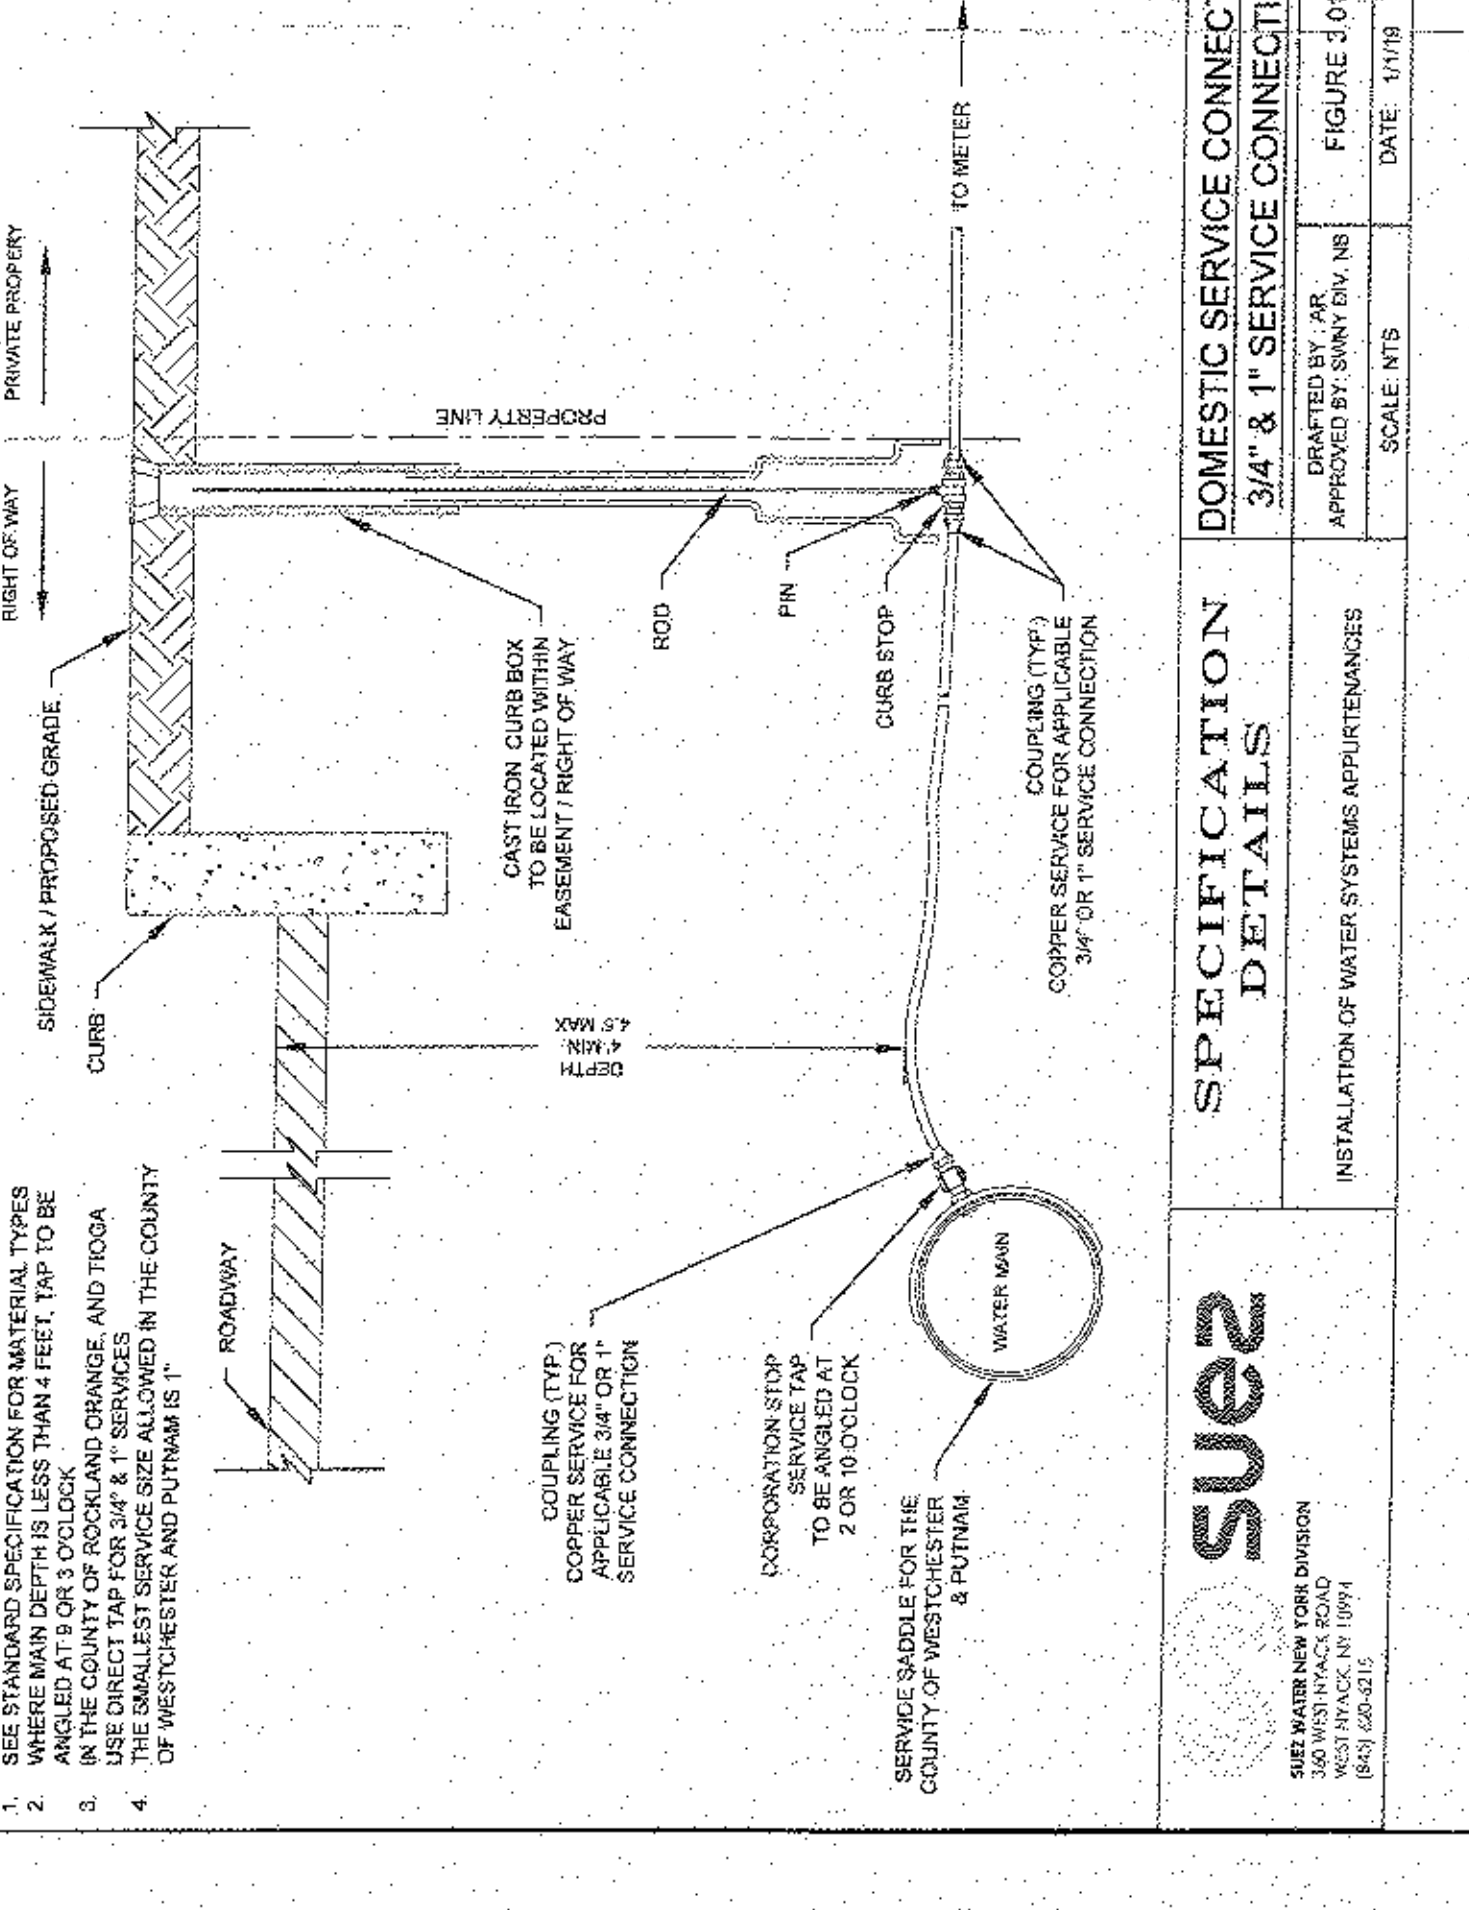 1. SEE STANDARD SPECIFICATION FOR MATERIAL TYPES
2. WHERE MAIN DEPTH IS LESS THAN 4 FEET, TAP TO BE
ANGLED AT 9 OR 3 O'CLOCK
3. IN THE COUNTY OF ROCKLAND ORANGE, AND TIOGA
USE DIRECT TAP FOR 3/4" & 1" SERVICES
4. THE SMALLEST SERVICE SIZE ALLOWED IN THE COUNTY
OF WESTCHESTER AND PUTNAM IS 1"
RIGHT OF WAY
PRIVATE PROPERY
SIDEWALK / PROPOSED GRADE
CURB
ROADWAY
PROPERTY LINE
DEPTH
4' MIN.
4.5' MAX
CAST IRON CURB BOX
TO BE LOCATED WITHIN
EASEMENT / RIGHT OF WAY
ROD
PIN
CURB STOP
TO METER
COUPLING (TYP.)
COPPER SERVICE FOR
APPLICABLE 3/4" OR 1"
SERVICE CONNECTION
CORPORATION STOP
SERVICE TAP
TO BE ANGLED AT
2 OR 10 O'CLOCK
SERVICE SADDLE FOR THE
COUNTY OF WESTCHESTER
& PUTNAM
WATER MAIN
COUPLING (TYP.)
COPPER SERVICE FOR APPLICABLE
3/4" OR 1" SERVICE CONNECTION
suez
SUEZ WATER NEW YORK DIVISION
360 WEST NYACK ROAD
WEST NYACK, NY 10994
(845) 620-6215
SPECIFICATION
DETAILS
INSTALLATION OF WATER SYSTEMS APPURTENANCES
DOMESTIC SERVICE CONNECT
3/4" & 1" SERVICE CONNECTI
DRAFTED BY: AR
APPROVED BY: SWNY DIV. NS
FIGURE 3.01
SCALE: NTS
DATE: 1/1/19